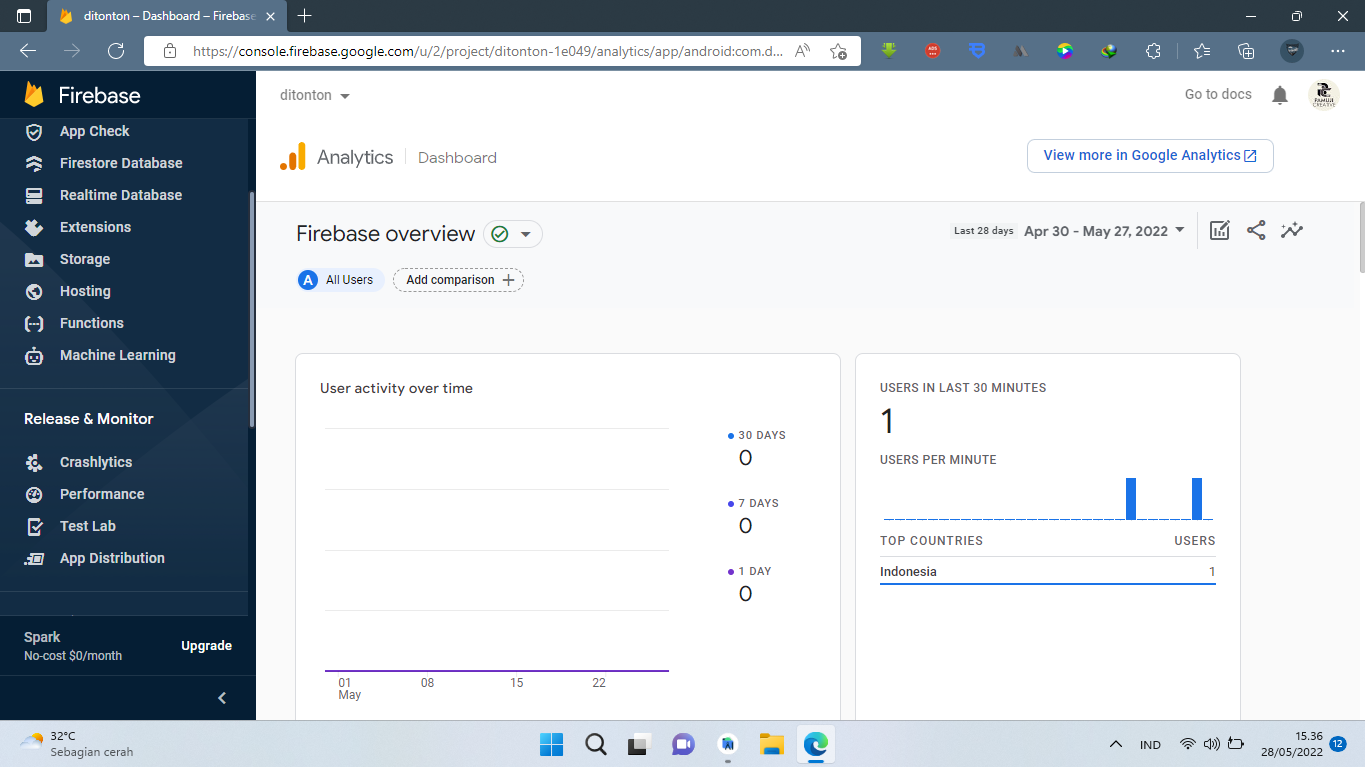 ditonton – Dashboard – Firebase
https://console.firebase.google.com/u/2/project/ditonton-1e049/analytics/app/android:com.d...
Firebase
App Check
Firestore Database
Realtime Database
Extensions
Storage
Hosting
Functions
Machine Learning
Release & Monitor
Crashlytics
Performance
Test Lab
App Distribution
Spark
No-cost $0/month
Upgrade
ditonton
Go to docs
PAMUJI
CREATIVE
Analytics
Dashboard
View more in Google Analytics
Firebase overview
Last 28 days
Apr 30 - May 27, 2022
A
All Users
Add comparison
User activity over time
30 DAYS
0
7 DAYS
0
1 DAY
0
01
May
08
15
22
USERS IN LAST 30 MINUTES
1
USERS PER MINUTE
TOP COUNTRIES
USERS
Indonesia
1
32°C
Sebagian cerah
IND
15.36
28/05/2022
12